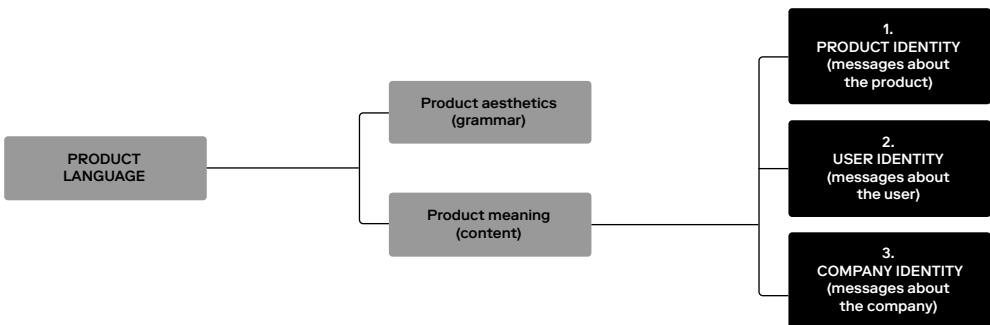 PRODUCT
LANGUAGE
Product aesthetics
(grammar)
Product meaning
(content)
1.
PRODUCT IDENTITY
(messages about
the product)
2.
USER IDENTITY
(messages about
the user)
3.
COMPANY IDENTITY
(messages about
the company)